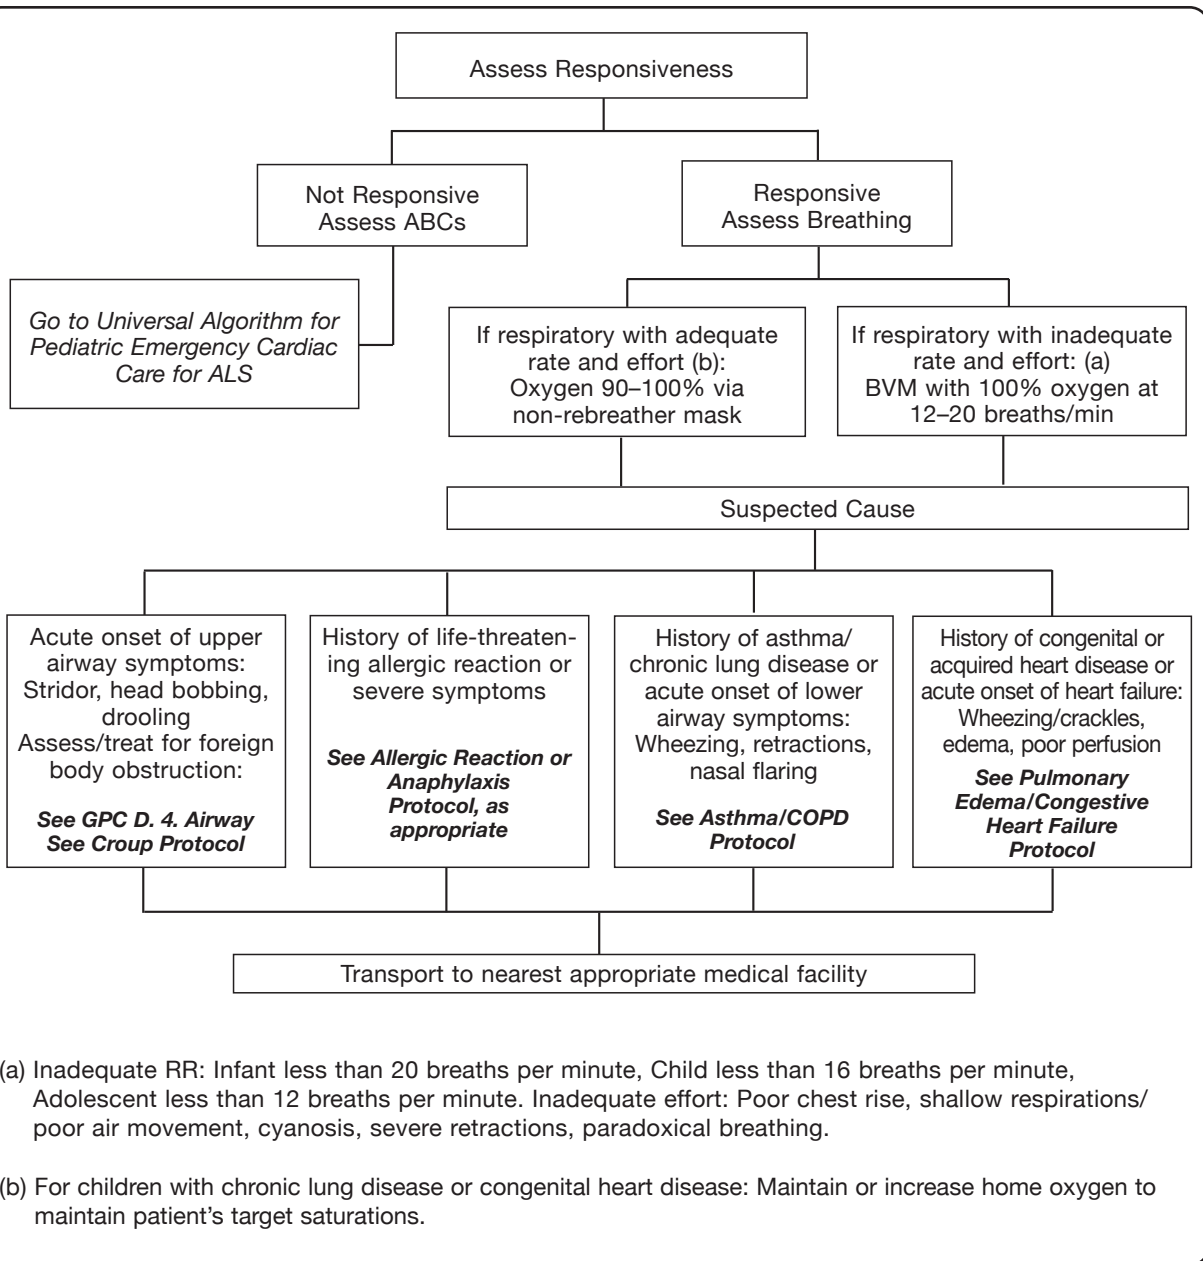 Assess Responsiveness
Not Responsive
Assess ABCs
Responsive
Assess Breathing
Go to Universal Algorithm for
Pediatric Emergency Cardiac
Care for ALS
If respiratory with adequate
rate and effort (b):
Oxygen 90–100% via
non-rebreather mask
If respiratory with inadequate
rate and effort: (a)
BVM with 100% oxygen at
12–20 breaths/min
Suspected Cause
Acute onset of upper
airway symptoms:
Stridor, head bobbing,
drooling
Assess/treat for foreign
body obstruction:
See GPC D. 4. Airway
See Croup Protocol
History of life-threaten-
ing allergic reaction or
severe symptoms
See Allergic Reaction or
Anaphylaxis
Protocol, as
appropriate
History of asthma/
chronic lung disease or
acute onset of lower
airway symptoms:
Wheezing, retractions,
nasal flaring
See Asthma/COPD
Protocol
History of congenital or
acquired heart disease or
acute onset of heart failure:
Wheezing/crackles,
edema, poor perfusion
See Pulmonary
Edema/Congestive
Heart Failure
Protocol
Transport to nearest appropriate medical facility
(a) Inadequate RR: Infant less than 20 breaths per minute, Child less than 16 breaths per minute,
Adolescent less than 12 breaths per minute. Inadequate effort: Poor chest rise, shallow respirations/
poor air movement, cyanosis, severe retractions, paradoxical breathing.
(b) For children with chronic lung disease or congenital heart disease: Maintain or increase home oxygen to
maintain patient's target saturations.